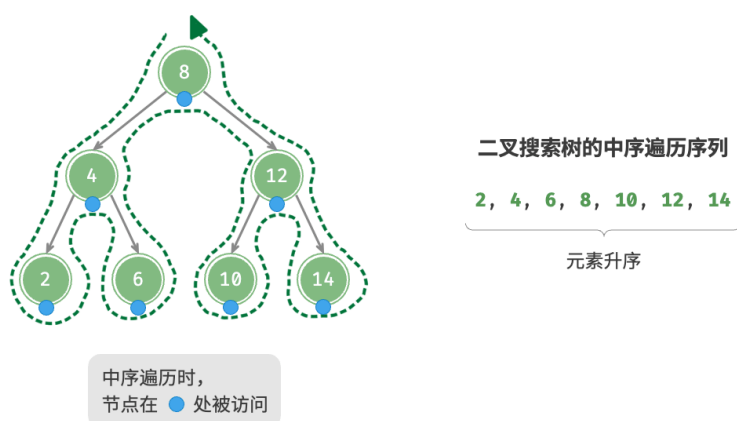 8
4
12
2
6
10
14
二叉搜索树的中序遍历序列
2, 4, 6, 8, 10, 12, 14
元素升序
中序遍历时，
节点在 处被访问